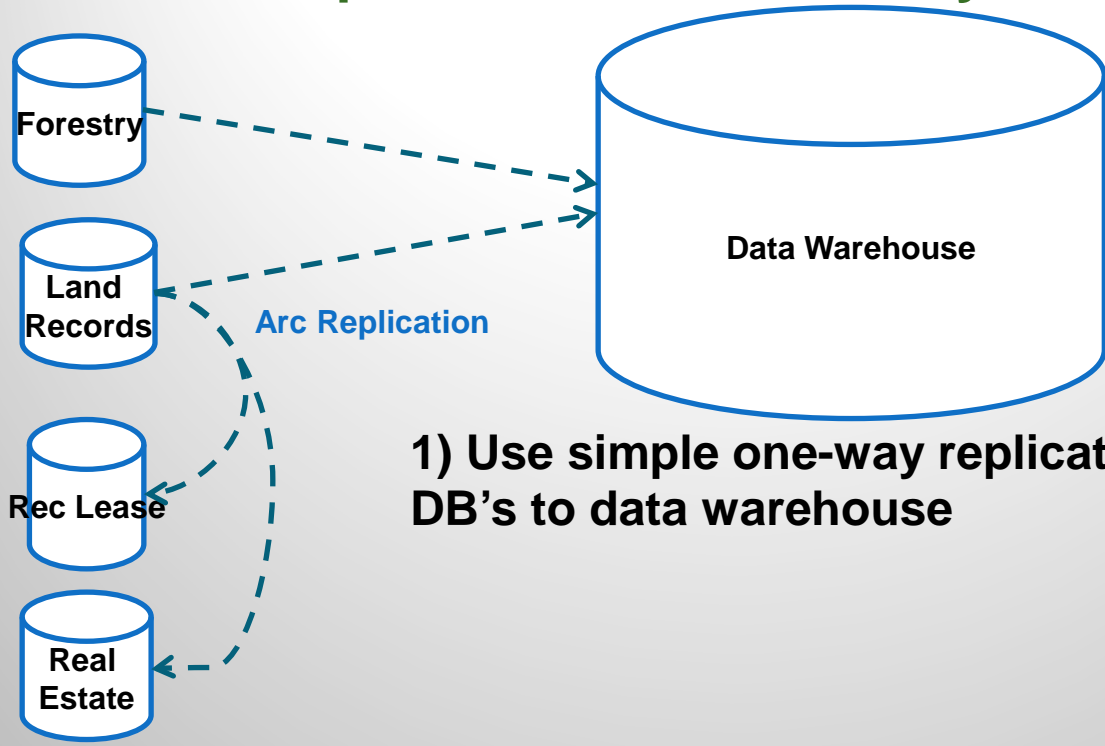 Forestry
Data Warehouse
Land
Records
Arc Replication
Rec Lease
1) Use simple one-way replicat
DB's to data warehouse
Real
Estate